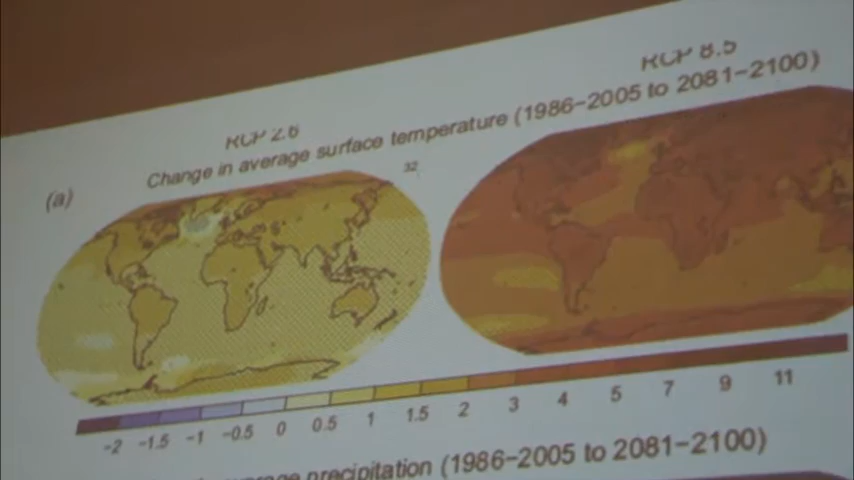 RCP 2.6
RCP 8.5
Change in average surface temperature (1986−2005 to 2081−2100)
(a)
32
−2 −1.5 −1 −0.5 0 0.5 1 1.5 2 3 4 5 7 9 11
precipitation (1986−2005 to 2081−2100)